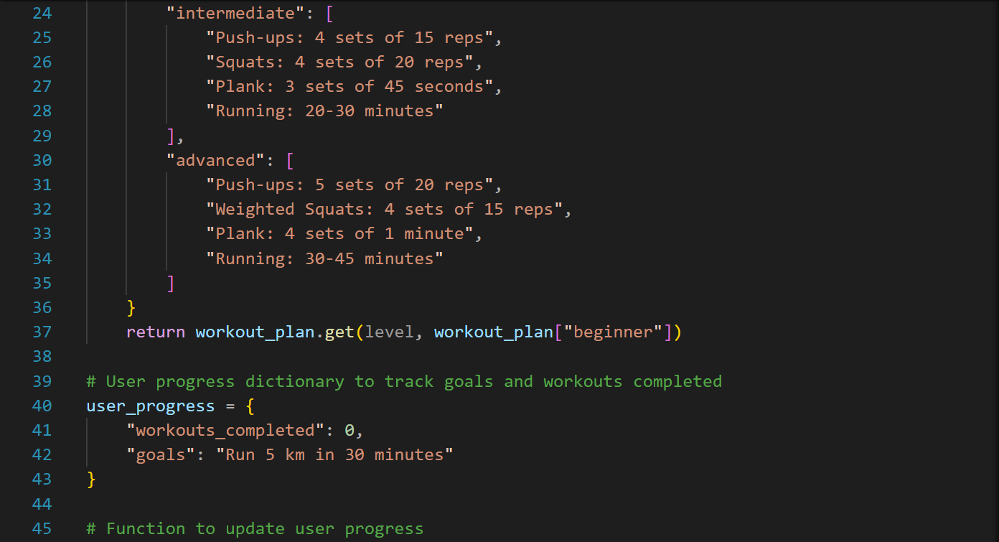 24 "intermediate": [
25 "Push-ups: 4 sets of 15 reps",
26 "Squats: 4 sets of 20 reps",
27 "Plank: 3 sets of 45 seconds",
28 "Running: 20-30 minutes"
29 ],
30 "advanced": [
31 "Push-ups: 5 sets of 20 reps",
32 "Weighted Squats: 4 sets of 15 reps",
33 "Plank: 4 sets of 1 minute",
34 "Running: 30-45 minutes"
35 ]
36 }
37 return workout_plan.get(level, workout_plan["beginner"])
38
39 # User progress dictionary to track goals and workouts completed
40 user_progress = {
41 "workouts_completed": 0,
42 "goals": "Run 5 km in 30 minutes"
43 }
44
45 # Function to update user progress